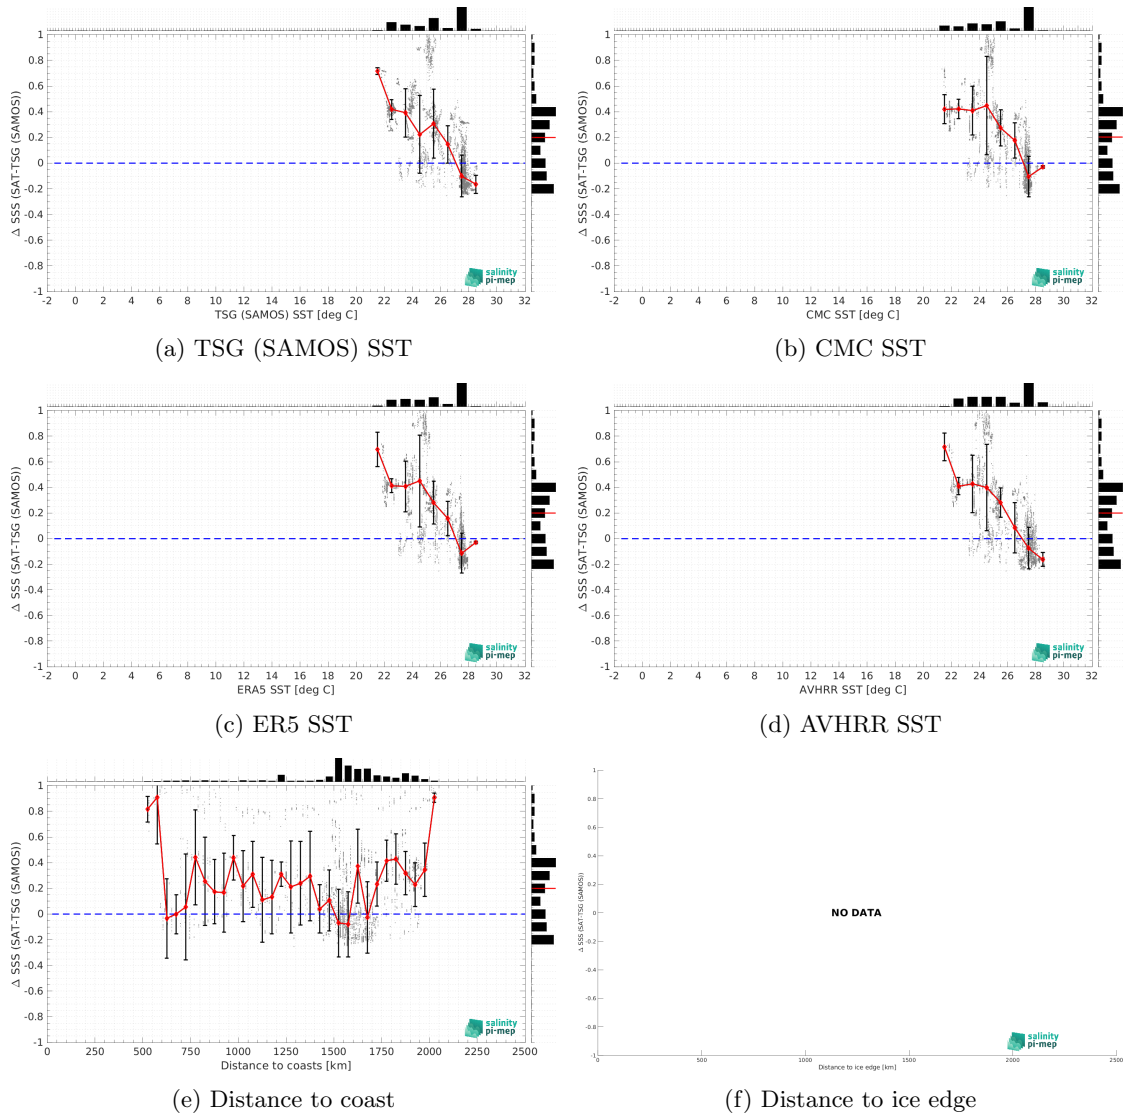 1
0.8
0.6
0.4
0.2
0
-0.2
-0.4
-0.6
-0.8
-1
Δ SSS (SAT-TSG (SAMOS))
-2 0 2 4 6 8 10 12 14 16 18 20 22 24 26 28 30 32
TSG (SAMOS) SST [deg C]
salinity
pi-mep
(a) TSG (SAMOS) SST
1
0.8
0.6
0.4
0.2
0
-0.2
-0.4
-0.6
-0.8
-1
Δ SSS (SAT-TSG (SAMOS))
-2 0 2 4 6 8 10 12 14 16 18 20 22 24 26 28 30 32
CMC SST [deg C]
salinity
pi-mep
(b) CMC SST
1
0.8
0.6
0.4
0.2
0
-0.2
-0.4
-0.6
-0.8
-1
Δ SSS (SAT-TSG (SAMOS))
-2 0 2 4 6 8 10 12 14 16 18 20 22 24 26 28 30 32
ERA5 SST [deg C]
salinity
pi-mep
(c) ER5 SST
1
0.8
0.6
0.4
0.2
0
-0.2
-0.4
-0.6
-0.8
-1
Δ SSS (SAT-TSG (SAMOS))
-2 0 2 4 6 8 10 12 14 16 18 20 22 24 26 28 30 32
AVHRR SST [deg C]
salinity
pi-mep
(d) AVHRR SST
1
0.8
0.6
0.4
0.2
0
-0.2
-0.4
-0.6
-0.8
-1
Δ SSS (SAT-TSG (SAMOS))
0 250 500 750 1000 1250 1500 1750 2000 2250 2500
Distance to coasts [km]
salinity
pi-mep
(e) Distance to coast
1
0.8
0.6
0.4
0.2
0
-0.2
-0.4
-0.6
-0.8
-1
Δ SSS (SAT-TSG (SAMOS))
NO DATA
0 500 1000 1500 2000 2500
Distance to ice edge [km]
salinity
pi-mep
(f) Distance to ice edge